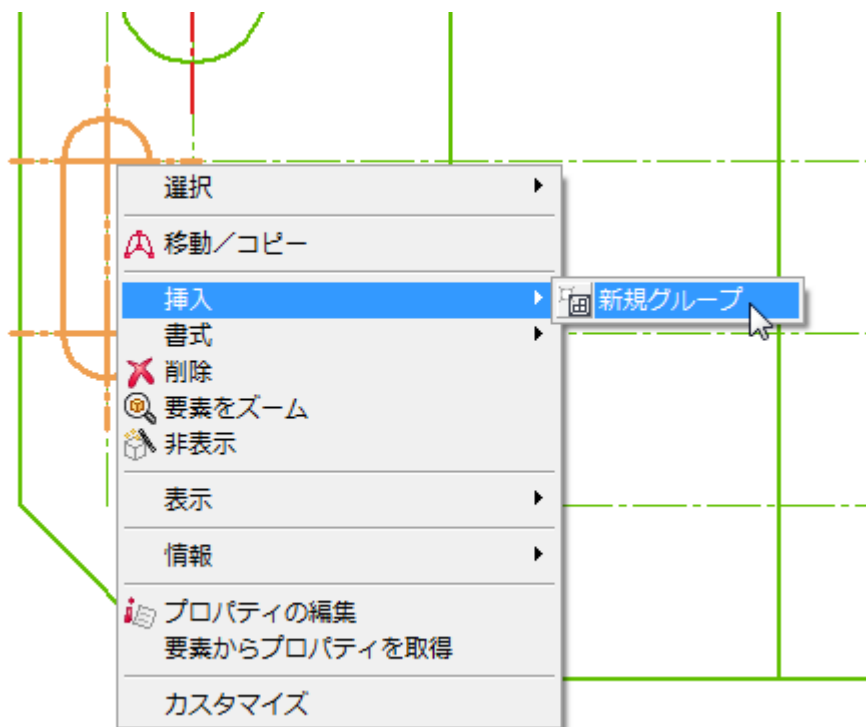 選択
移動／コピー
挿入
新規グループ
書式
削除
要素をズーム
非表示
表示
情報
プロパティの編集
要素からプロパティを取得
カスタマイズ